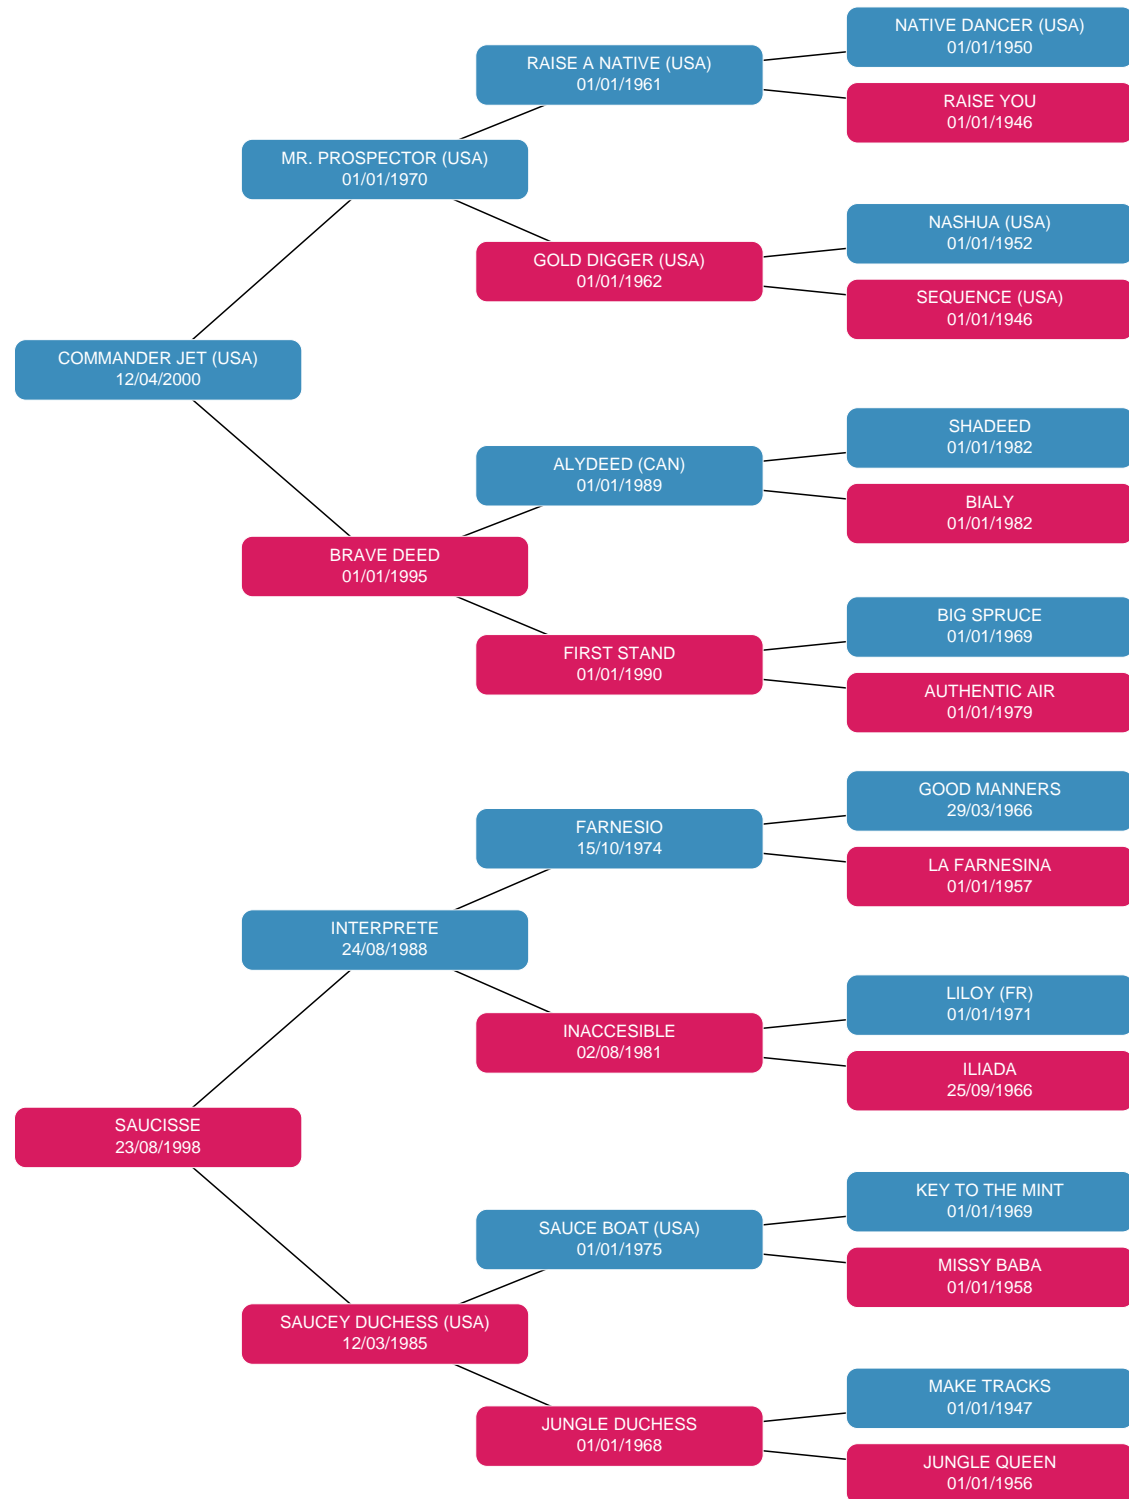 NATIVE DANCER (USA)
01/01/1950
RAISE A NATIVE (USA)
01/01/1961
RAISE YOU
01/01/1946
MR. PROSPECTOR (USA)
01/01/1970
NASHUA (USA)
01/01/1952
GOLD DIGGER (USA)
01/01/1962
SEQUENCE (USA)
01/01/1946
COMMANDER JET (USA)
12/04/2000
SHADEED
01/01/1982
ALYDEED (CAN)
01/01/1989
BIALY
01/01/1982
BRAVE DEED
01/01/1995
BIG SPRUCE
01/01/1969
FIRST STAND
01/01/1990
AUTHENTIC AIR
01/01/1979
GOOD MANNERS
29/03/1966
FARNESIO
15/10/1974
LA FARNESINA
01/01/1957
INTERPRETE
24/08/1988
LILOY (FR)
01/01/1971
INACCESIBLE
02/08/1981
ILIADA
25/09/1966
SAUCISSE
23/08/1998
KEY TO THE MINT
01/01/1969
SAUCE BOAT (USA)
01/01/1975
MISSY BABA
01/01/1958
SAUCEY DUCHESS (USA)
12/03/1985
MAKE TRACKS
01/01/1947
JUNGLE DUCHESS
01/01/1968
JUNGLE QUEEN
01/01/1956